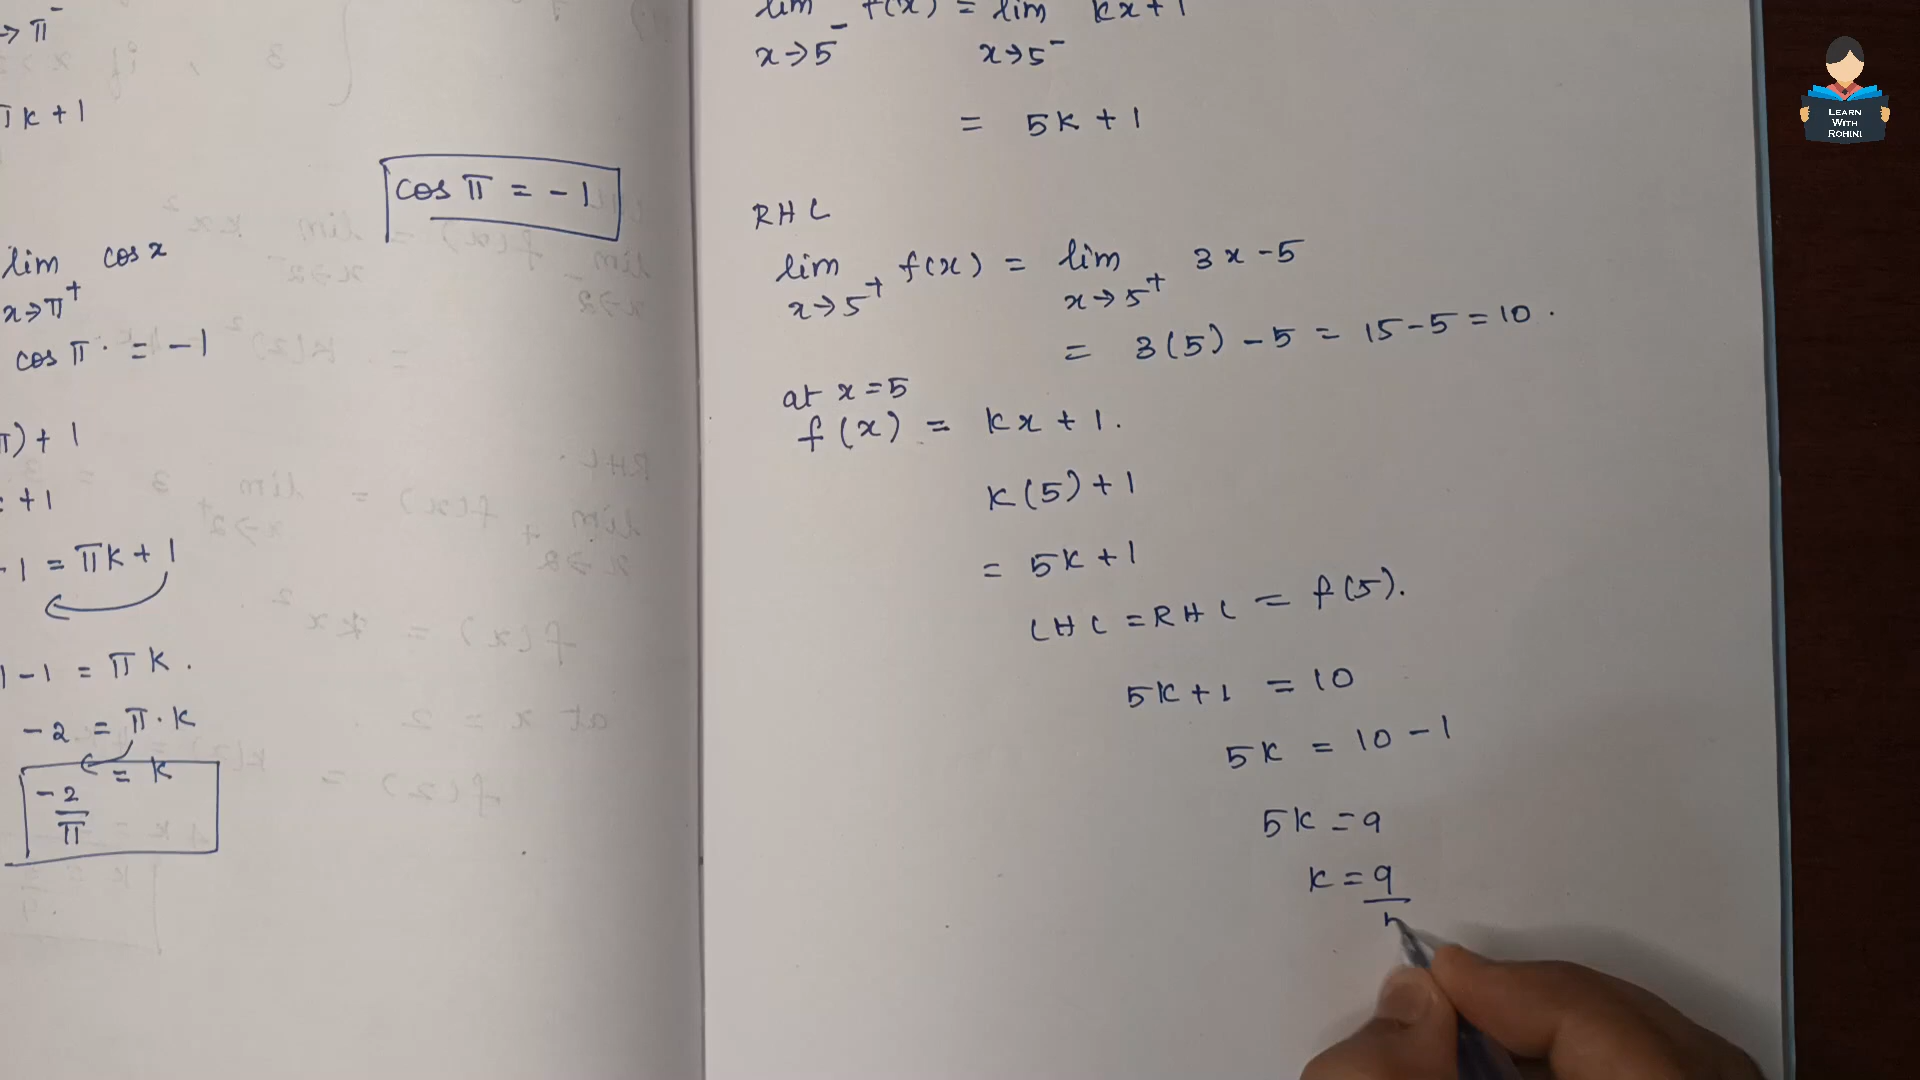 → π⁻
πk + 1
cos π = -1
lim cos x
x→π⁺
cos π · = -1
π) + 1
+ 1
-1 = πk + 1
1 - 1 = πk .
-2 = π · k
-2/π = k
lim f(x) = lim kx + 1
x→5⁻ x→5⁻
= 5k + 1
RHL
lim f(x) = lim 3x - 5
x→5⁺ x→5⁺
= 3(5) - 5 = 15 - 5 = 10 .
at x = 5
f(x) = kx + 1 .
k(5) + 1
= 5k + 1
LHL = RHL = f(5).
5k + 1 = 10
5k = 10 - 1
5k = 9
k = 9
LEARN
WITH
ROHINI